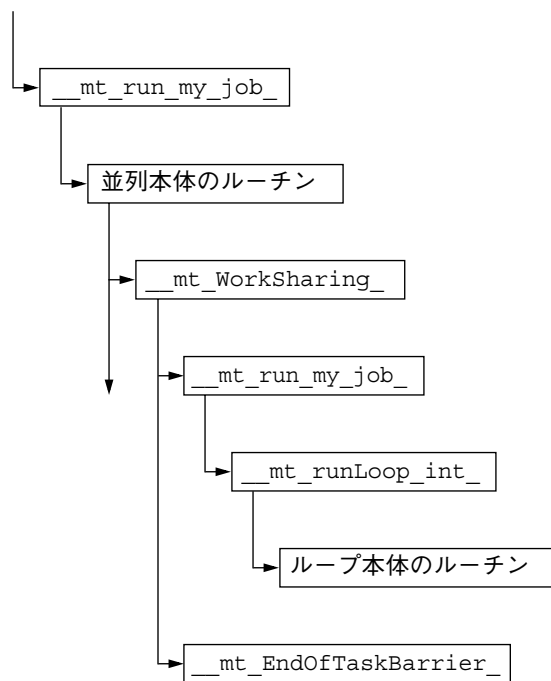 __mt_run_my_job_
並列本体のルーチン
__mt_WorkSharing_
__mt_run_my_job_
__mt_runLoop_int_
ループ本体のルーチン
__mt_EndOfTaskBarrier_